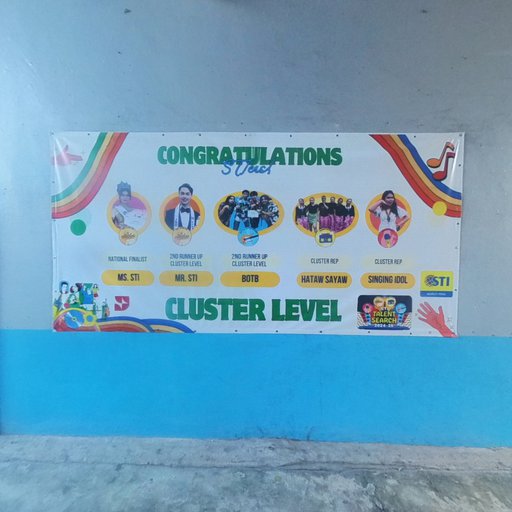 CONGRATULATIONS
NATIONAL FINALIST
MS. STI
2ND RUNNER UP
CLUSTER LEVEL
MR. STI
2ND RUNNER UP
CLUSTER LEVEL
BOTB
CLUSTER REP
HATAW SAYAW
CLUSTER REP
SINGING IDOL
STI
CLUSTER LEVEL
TALENT
SEARCH